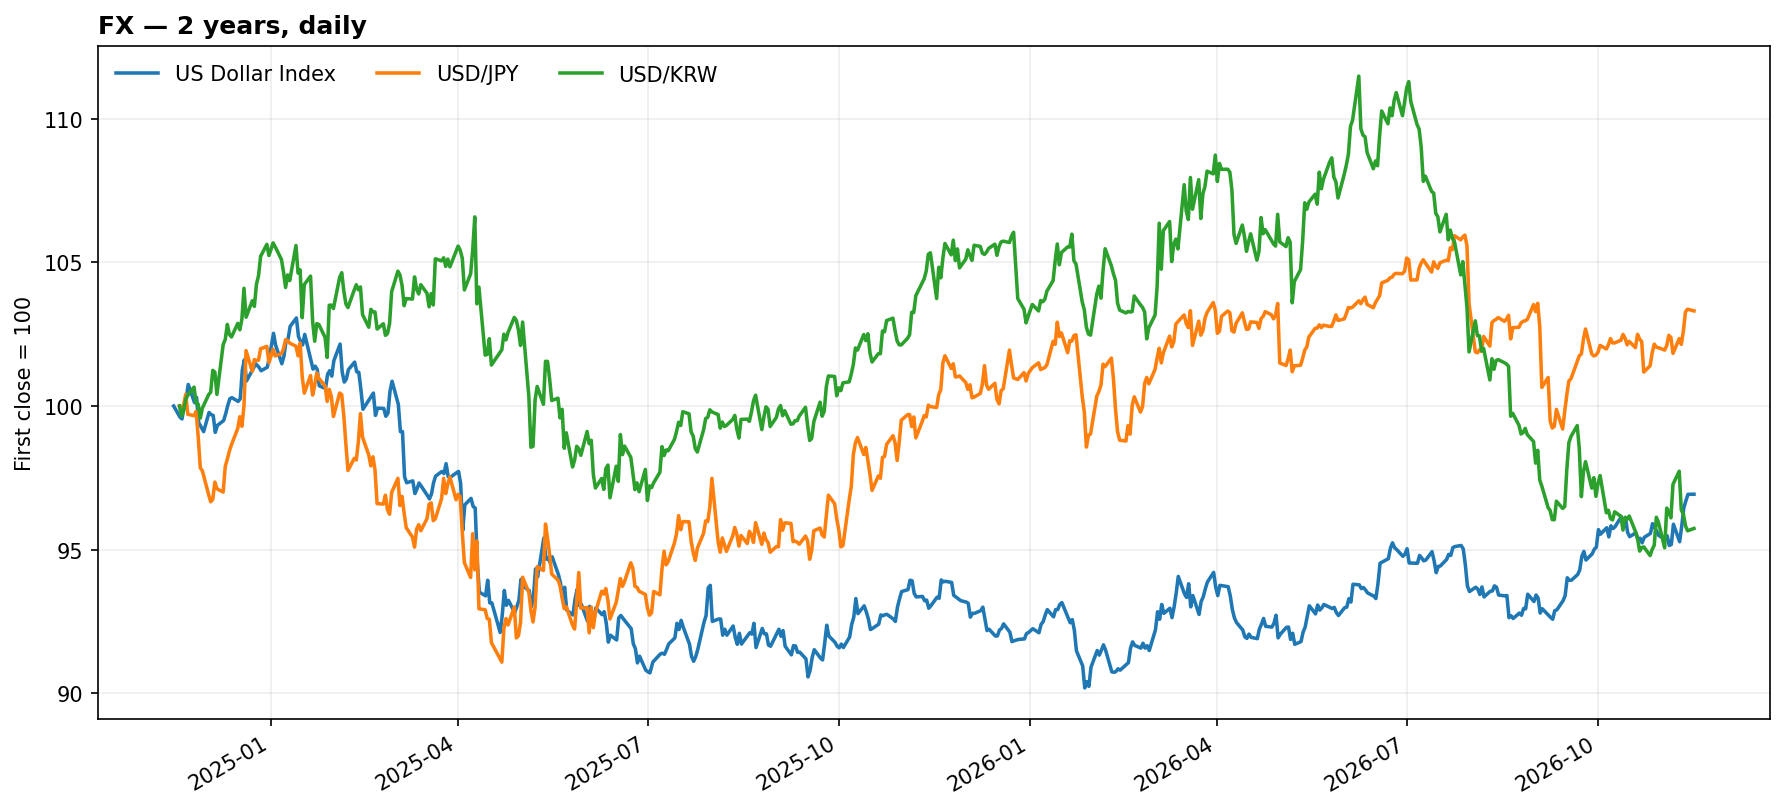 FX — 2 years, daily
US Dollar Index
USD/JPY
USD/KRW
First close = 100
110
105
100
95
90
2025-01
2025-04
2025-07
2025-10
2026-01
2026-04
2026-07
2026-10